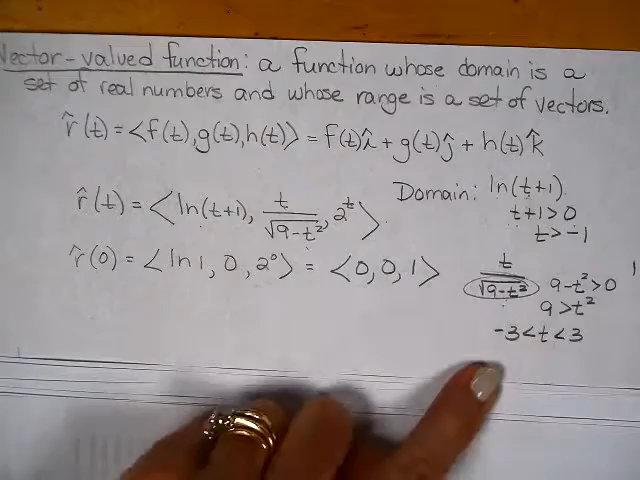 Vector-valued function: a function whose domain is a
set of real numbers and whose range is a set of vectors.
r̂(t) = <f(t), g(t), h(t)> = f(t)î + g(t)ĵ + h(t)k̂
r̂(t) = <ln(t+1), t/√(9-t²), 2^t>
r̂(0) = <ln 1, 0, 2⁰> = <0, 0, 1>
Domain: ln(t+1)
t+1>0
t>-1
t/√(9-t²) 9-t²>0
9>t²
-3<t<3